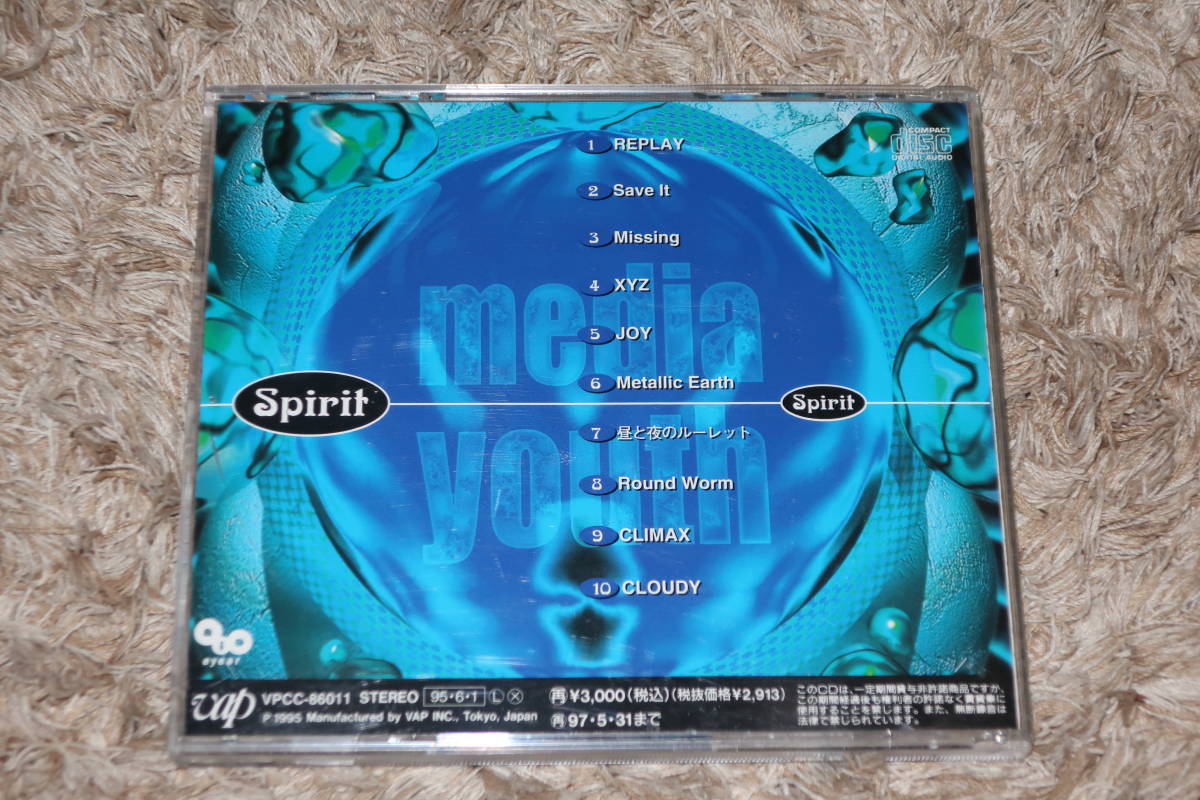 COMPACT
disc
DIGITAL AUDIO
1 REPLAY
2 Save It
3 Missing
4 XYZ
5 JOY
6 Metallic Earth
7 昼と夜のルーレット
8 Round Worm
9 CLIMAX
10 CLOUDY
media
youth
Spirit
Spirit
eyear
vap VPCC-86011 STEREO 95・6・1 L X
P 1995 Manufactured by VAP INC., Tokyo, Japan
再 ¥3,000(税込)(税抜価格¥2,913)
再 97・5・31まで
このCDは、一定期間貸与非許諾商品ですが、
この期間経過後も権利者の許諾なく賃貸業に
使用することを禁じます。また、無断録音は
法律で禁じられています。